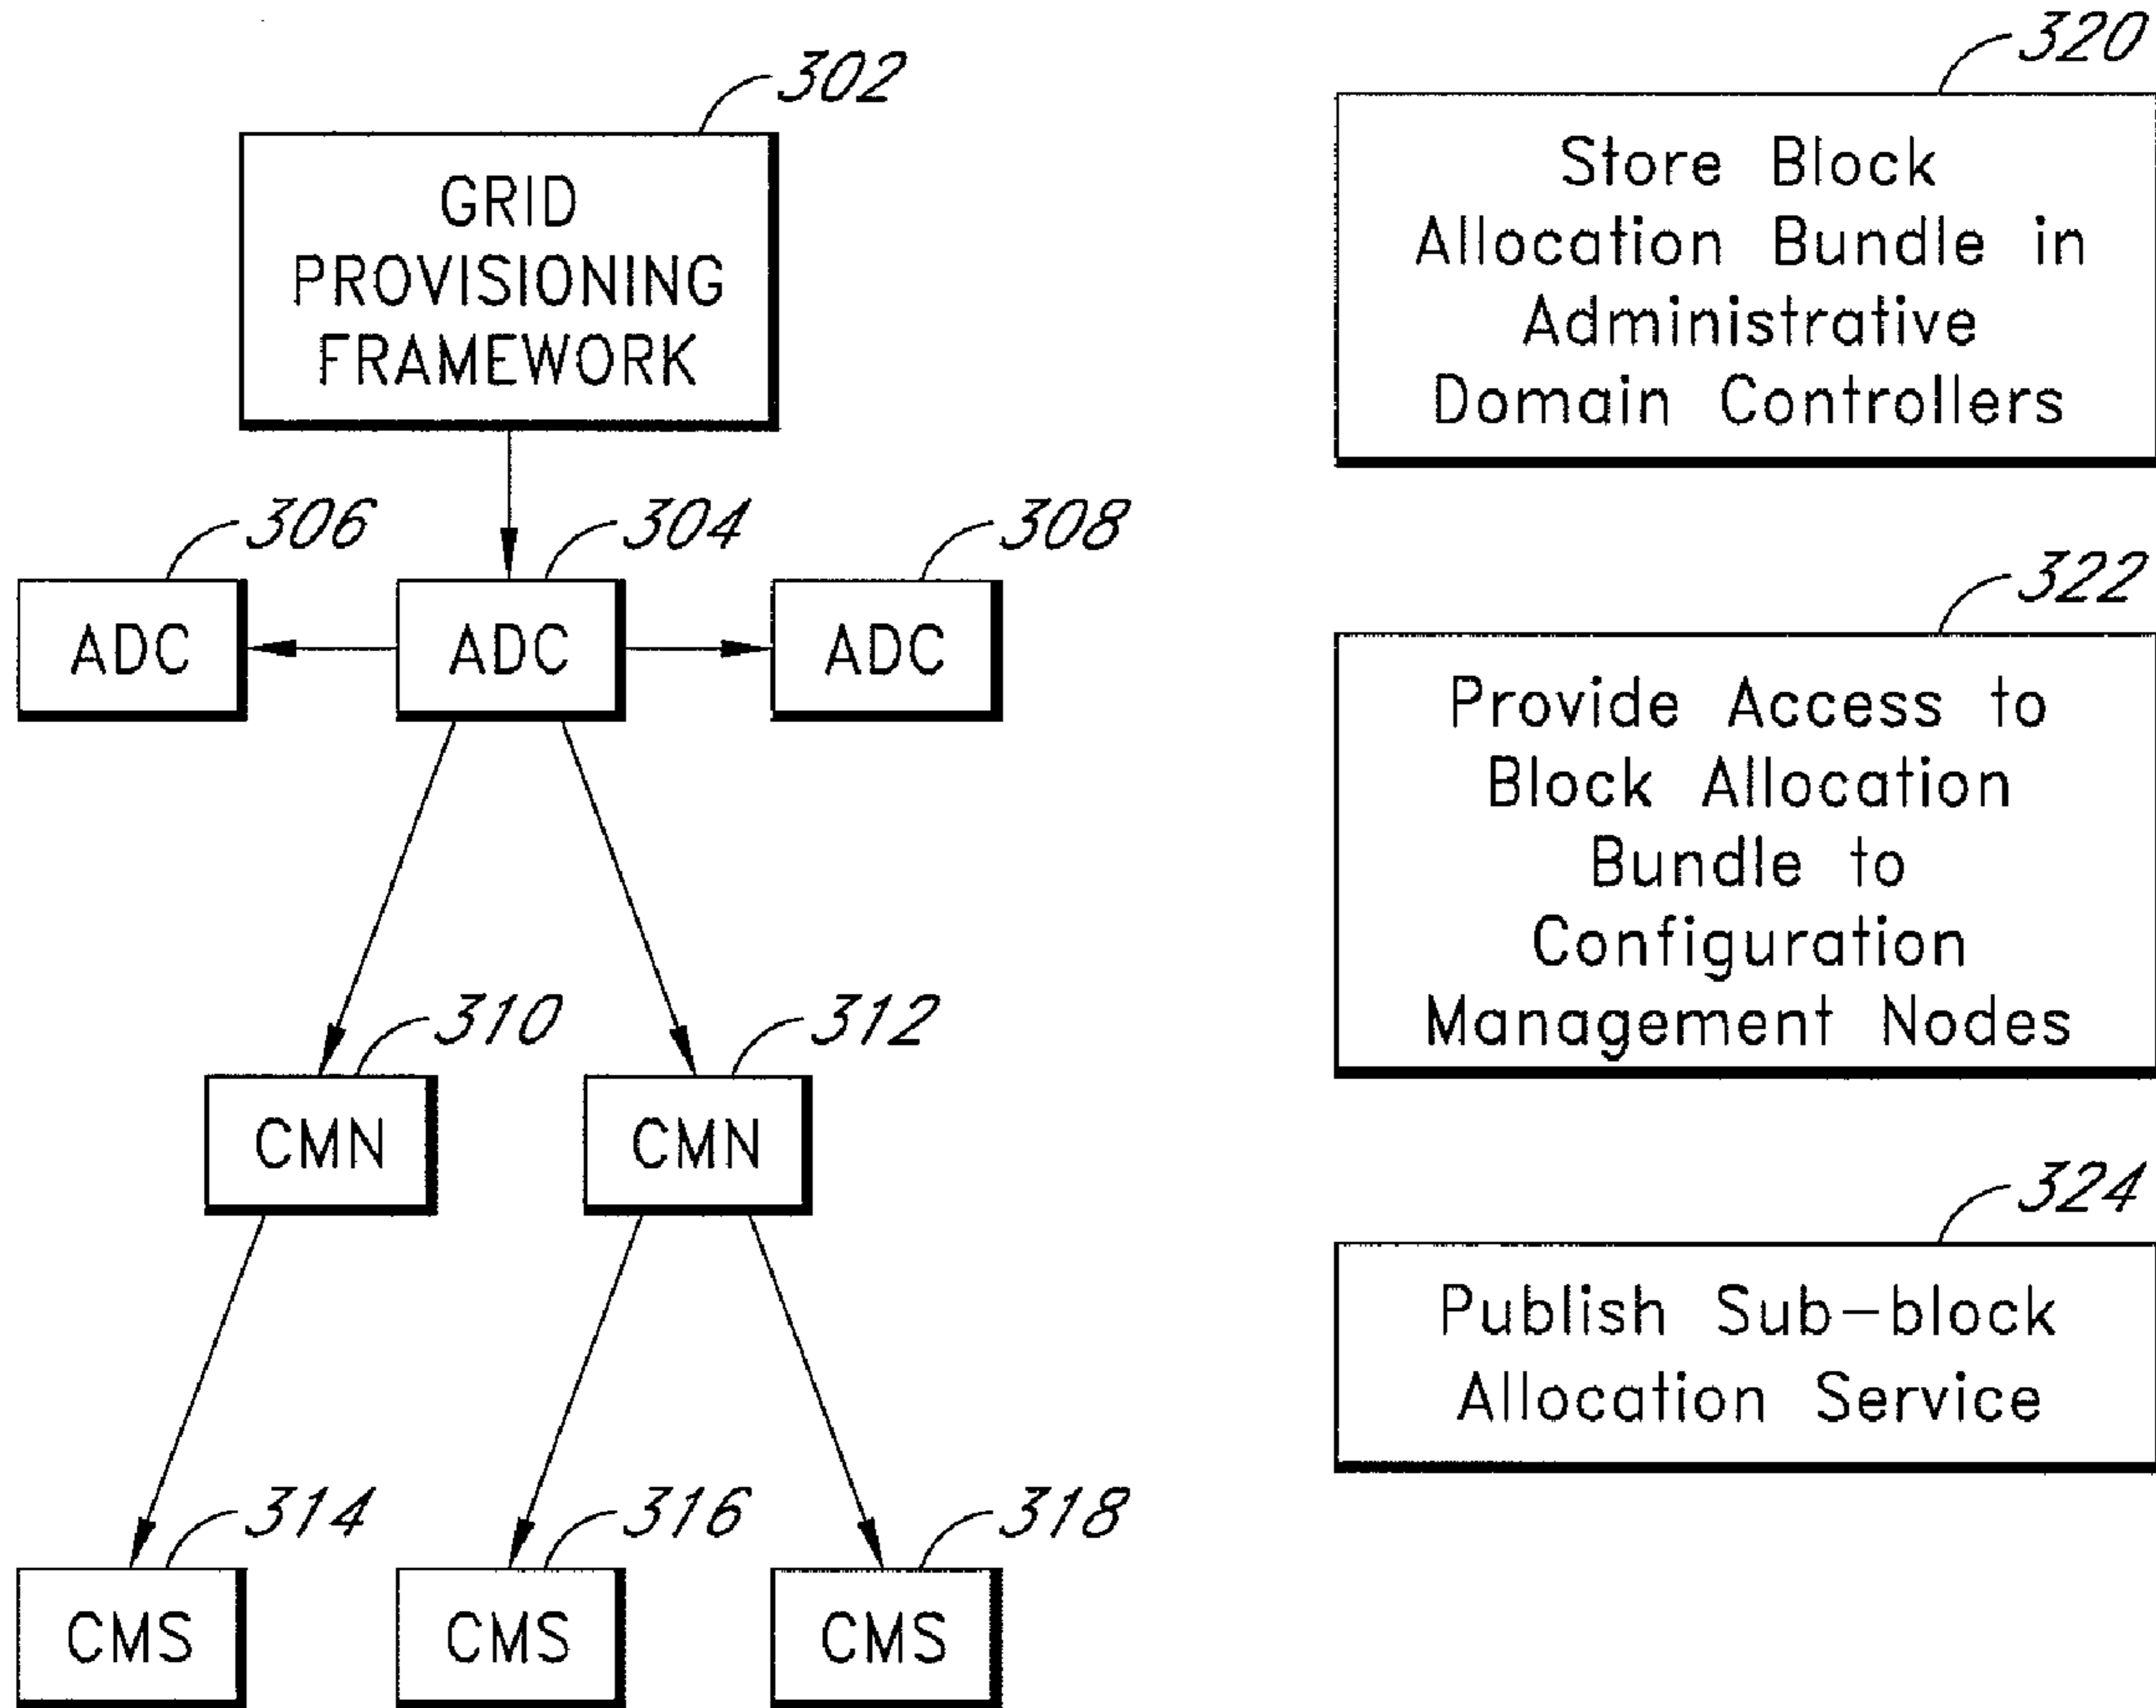 302
GRID
PROVISIONING
FRAMEWORK
306
304
308
ADC
ADC
ADC
310
312
CMN
CMN
314
316
318
CMS
CMS
CMS
320
Store Block
Allocation Bundle in
Administrative
Domain Controllers
322
Provide Access to
Block Allocation
Bundle to
Configuration
Management Nodes
324
Publish Sub-block
Allocation Service